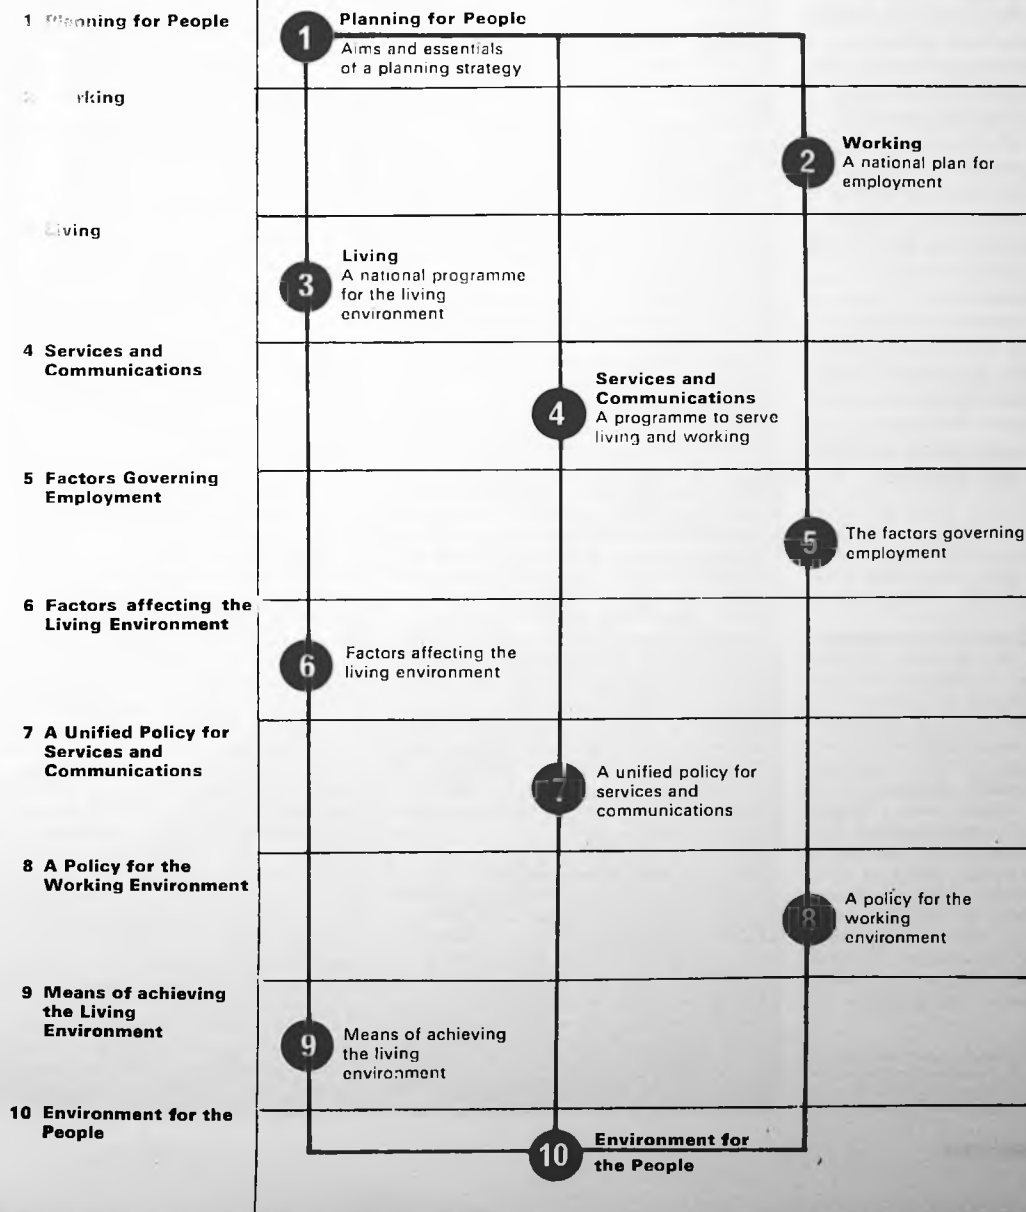 1 Planning for People
2 Working
3 Living
4 Services and
Communications
5 Factors Governing
Employment
6 Factors affecting the
Living Environment
7 A Unified Policy for
Services and
Communications
8 A Policy for the
Working Environment
9 Means of achieving
the Living
Environment
10 Environment for the
People
1
Planning for People
Aims and essentials
of a planning strategy
2
Working
A national plan for
employment
3
Living
A national programme
for the living
environment
4
Services and
Communications
A programme to serve
living and working
5
The factors governing
employment
6
Factors affecting the
living environment
7
A unified policy for
services and
communications
8
A policy for the
working
environment
9
Means of achieving
the living
environment
10
Environment for
the People